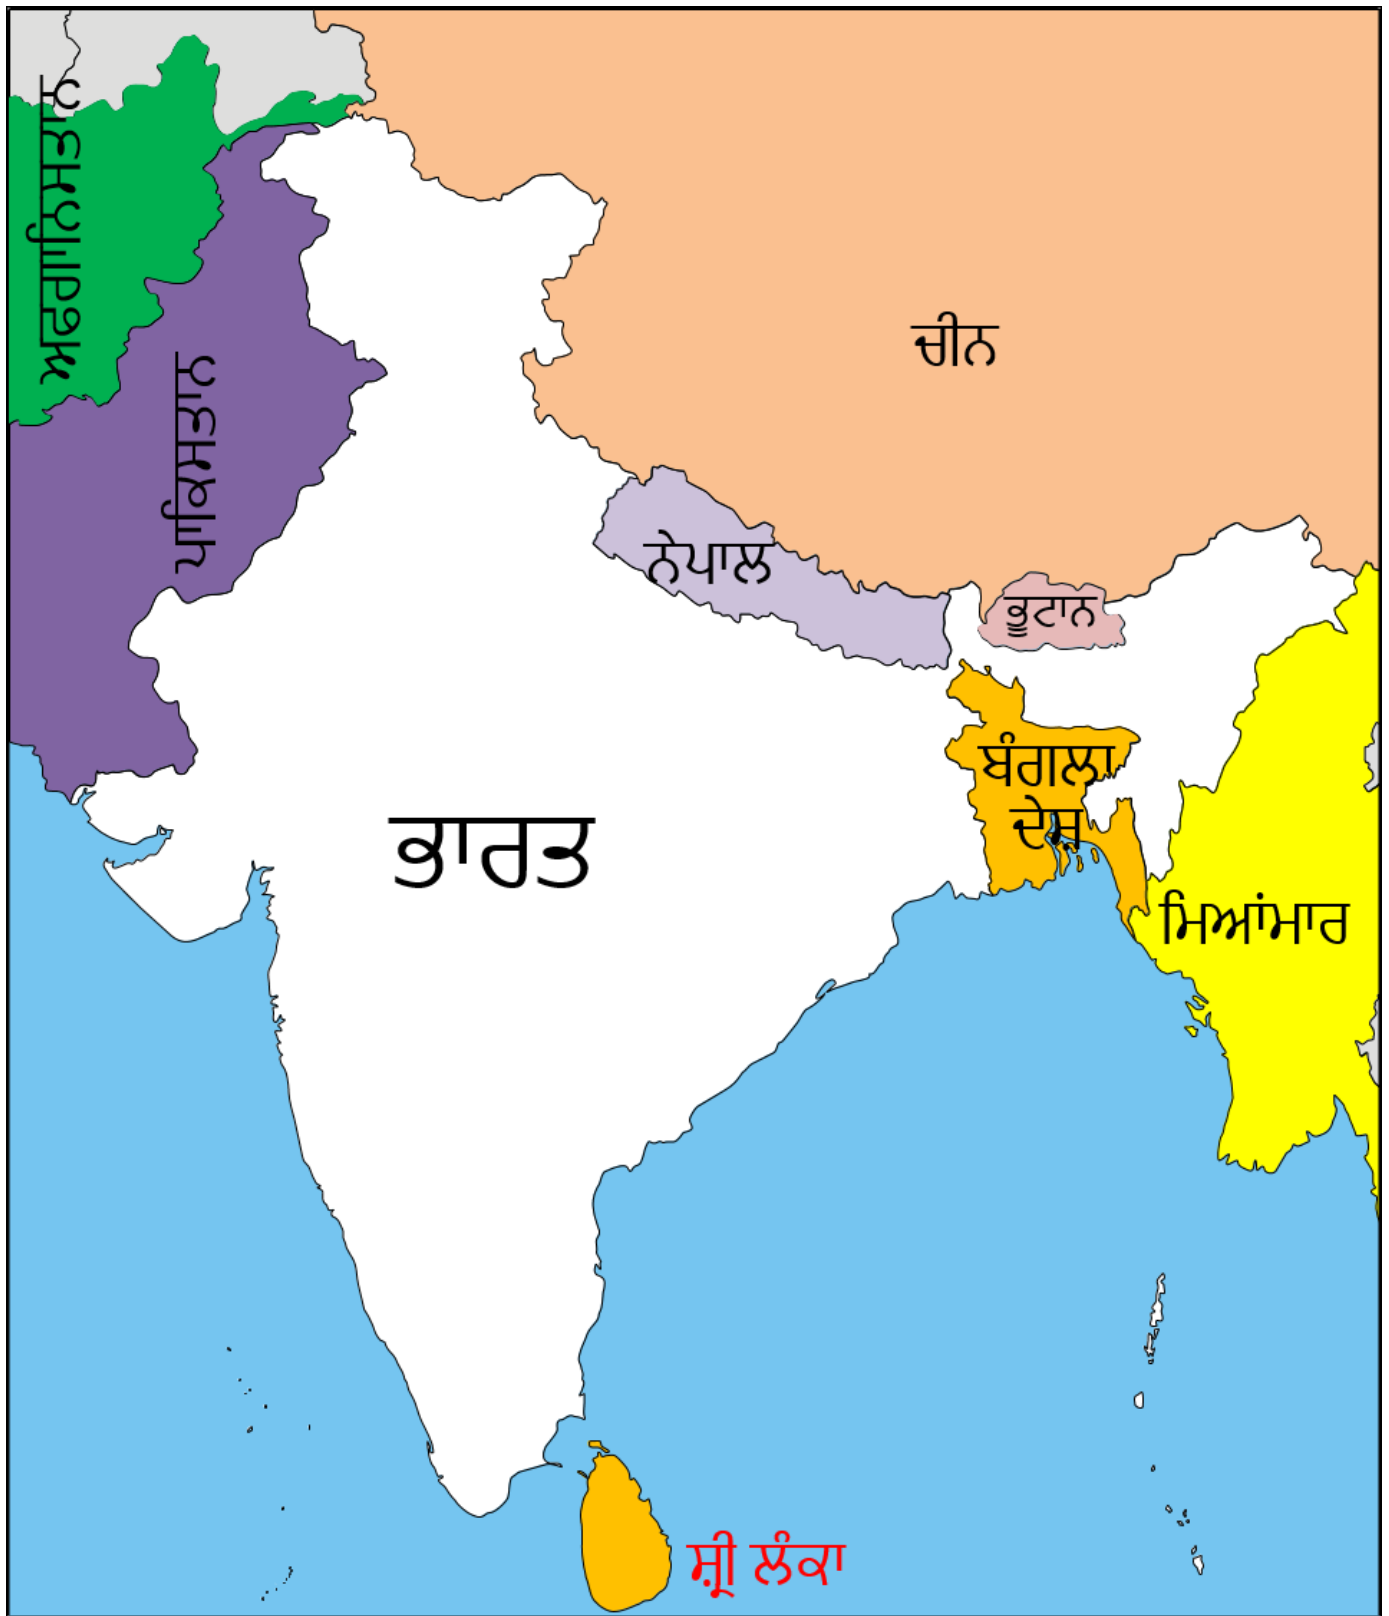 ਅਫਗਾਨਿਸਤਾਨ
ਪਾਕਿਸਤਾਨ
ਚੀਨ
ਨੇਪਾਲ
ਭੂਟਾਨ
ਬੰਗਲਾ
ਦੇਸ਼
ਭਾਰਤ
ਮਿਆਂਮਾਰ
ਸ਼੍ਰੀ ਲੰਕਾ